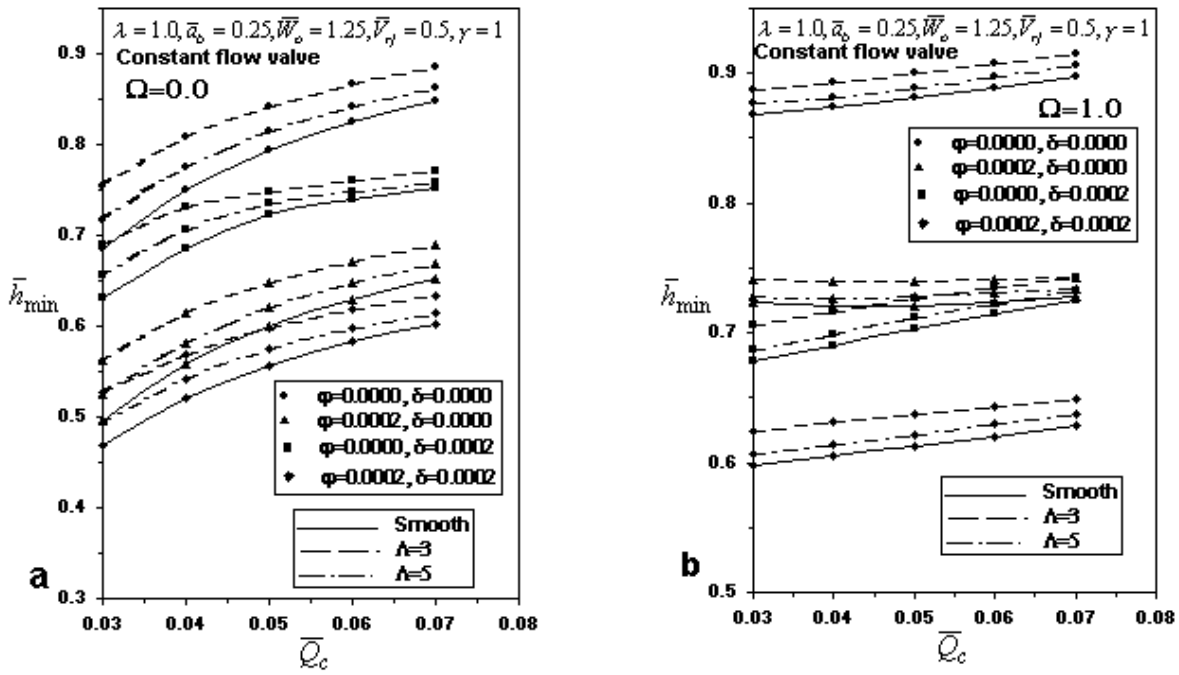 λ = 1.0, a̅_b = 0.25, W̅_o = 1.25, V̅_rj = 0.5, γ = 1
Constant flow valve
Ω=0.0
0.9
0.8
0.7
0.6
0.5
0.4
0.3
h̅_min
φ=0.0000, δ=0.0000
φ=0.0002, δ=0.0000
φ=0.0000, δ=0.0002
φ=0.0002, δ=0.0002
Smooth
Λ=3
Λ=5
a
0.03 0.04 0.05 0.06 0.07 0.08
Q̅_c
λ = 1.0, a̅_b = 0.25, W̅_o = 1.25, V̅_rj = 0.5, γ = 1
Constant flow valve
Ω=1.0
0.9
0.8
0.7
0.6
0.5
h̅_min
φ=0.0000, δ=0.0000
φ=0.0002, δ=0.0000
φ=0.0000, δ=0.0002
φ=0.0002, δ=0.0002
Smooth
Λ=3
Λ=5
b
0.03 0.04 0.05 0.06 0.07 0.08
Q̅_c